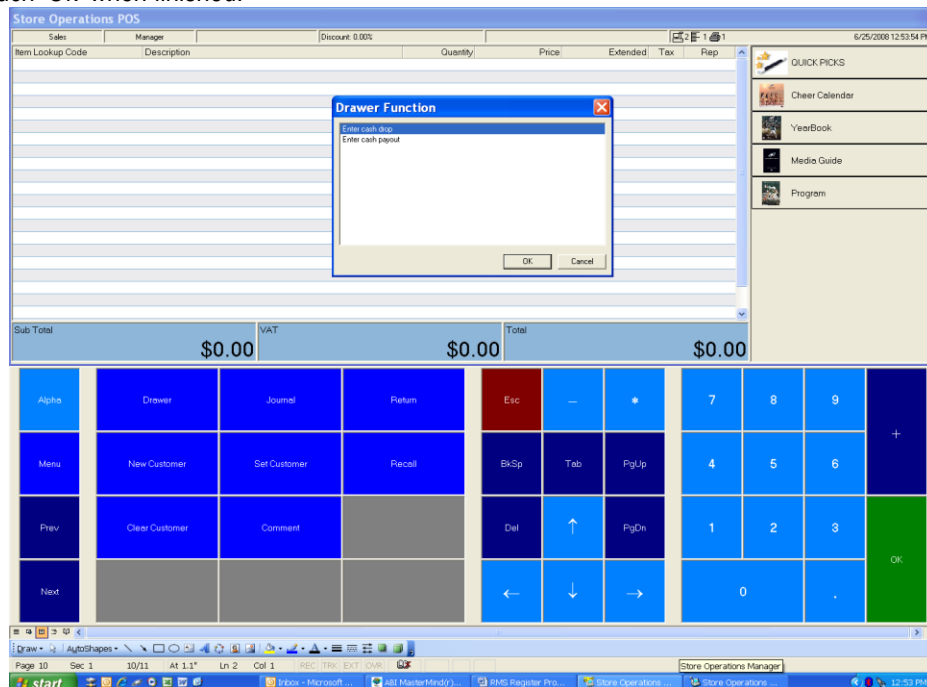 Store Operations POS
Sales Manager Discount: 0.00% 2 1 1 6/25/2008 12:53:54 PM
Item Lookup Code Description Quantity Price Extended Tax Rep
QUICK PICKS
Cheer Calendar
YearBook
Media Guide
Program
Drawer Function
Enter cash drop
Enter cash payout
OK Cancel
Sub Total VAT Total
$0.00 $0.00 $0.00
Alpha Drawer Journal Return Esc – * 7 8 9 +
Menu New Customer Set Customer Recall BkSp Tab PgUp 4 5 6
Prev Clear Customer Comment Del ↑ PgDn 1 2 3 OK
Next ← ↓ → 0 .
Draw AutoShapes
Page 10 Sec 1 10/11 At 1.1" Ln 2 Col 1 REC TRK EXT OVR
Store Operations Manager
start Inbox - Microsoft ... ABI MasterMind(r)... RMS Register Pro... Store Operations ... Store Operations ... 12:53 PM